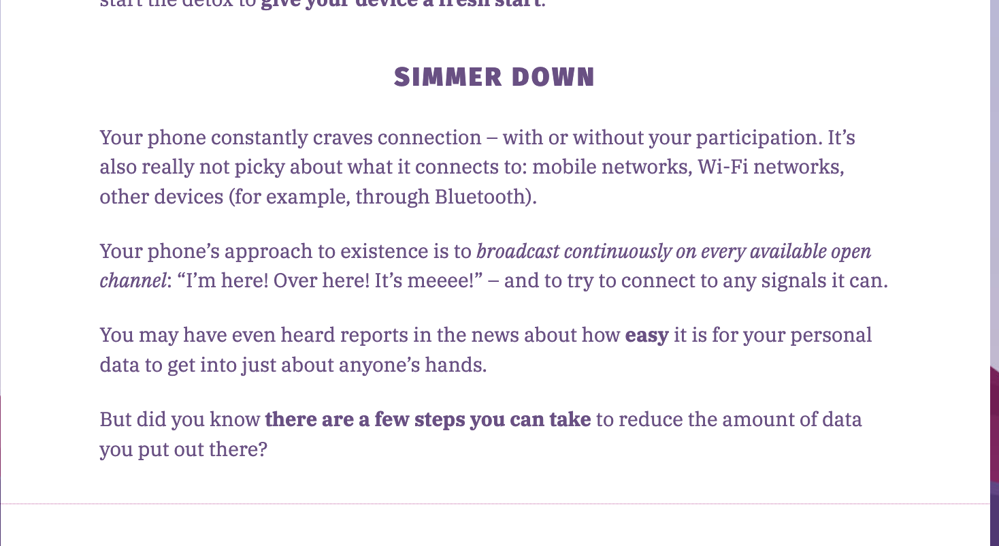 start the detox to give your device a fresh start.
SIMMER DOWN
Your phone constantly craves connection – with or without your participation. It’s
also really not picky about what it connects to: mobile networks, Wi-Fi networks,
other devices (for example, through Bluetooth).
Your phone’s approach to existence is to broadcast continuously on every available open
channel: “I’m here! Over here! It’s meeee!” – and to try to connect to any signals it can.
You may have even heard reports in the news about how easy it is for your personal
data to get into just about anyone’s hands.
But did you know there are a few steps you can take to reduce the amount of data
you put out there?